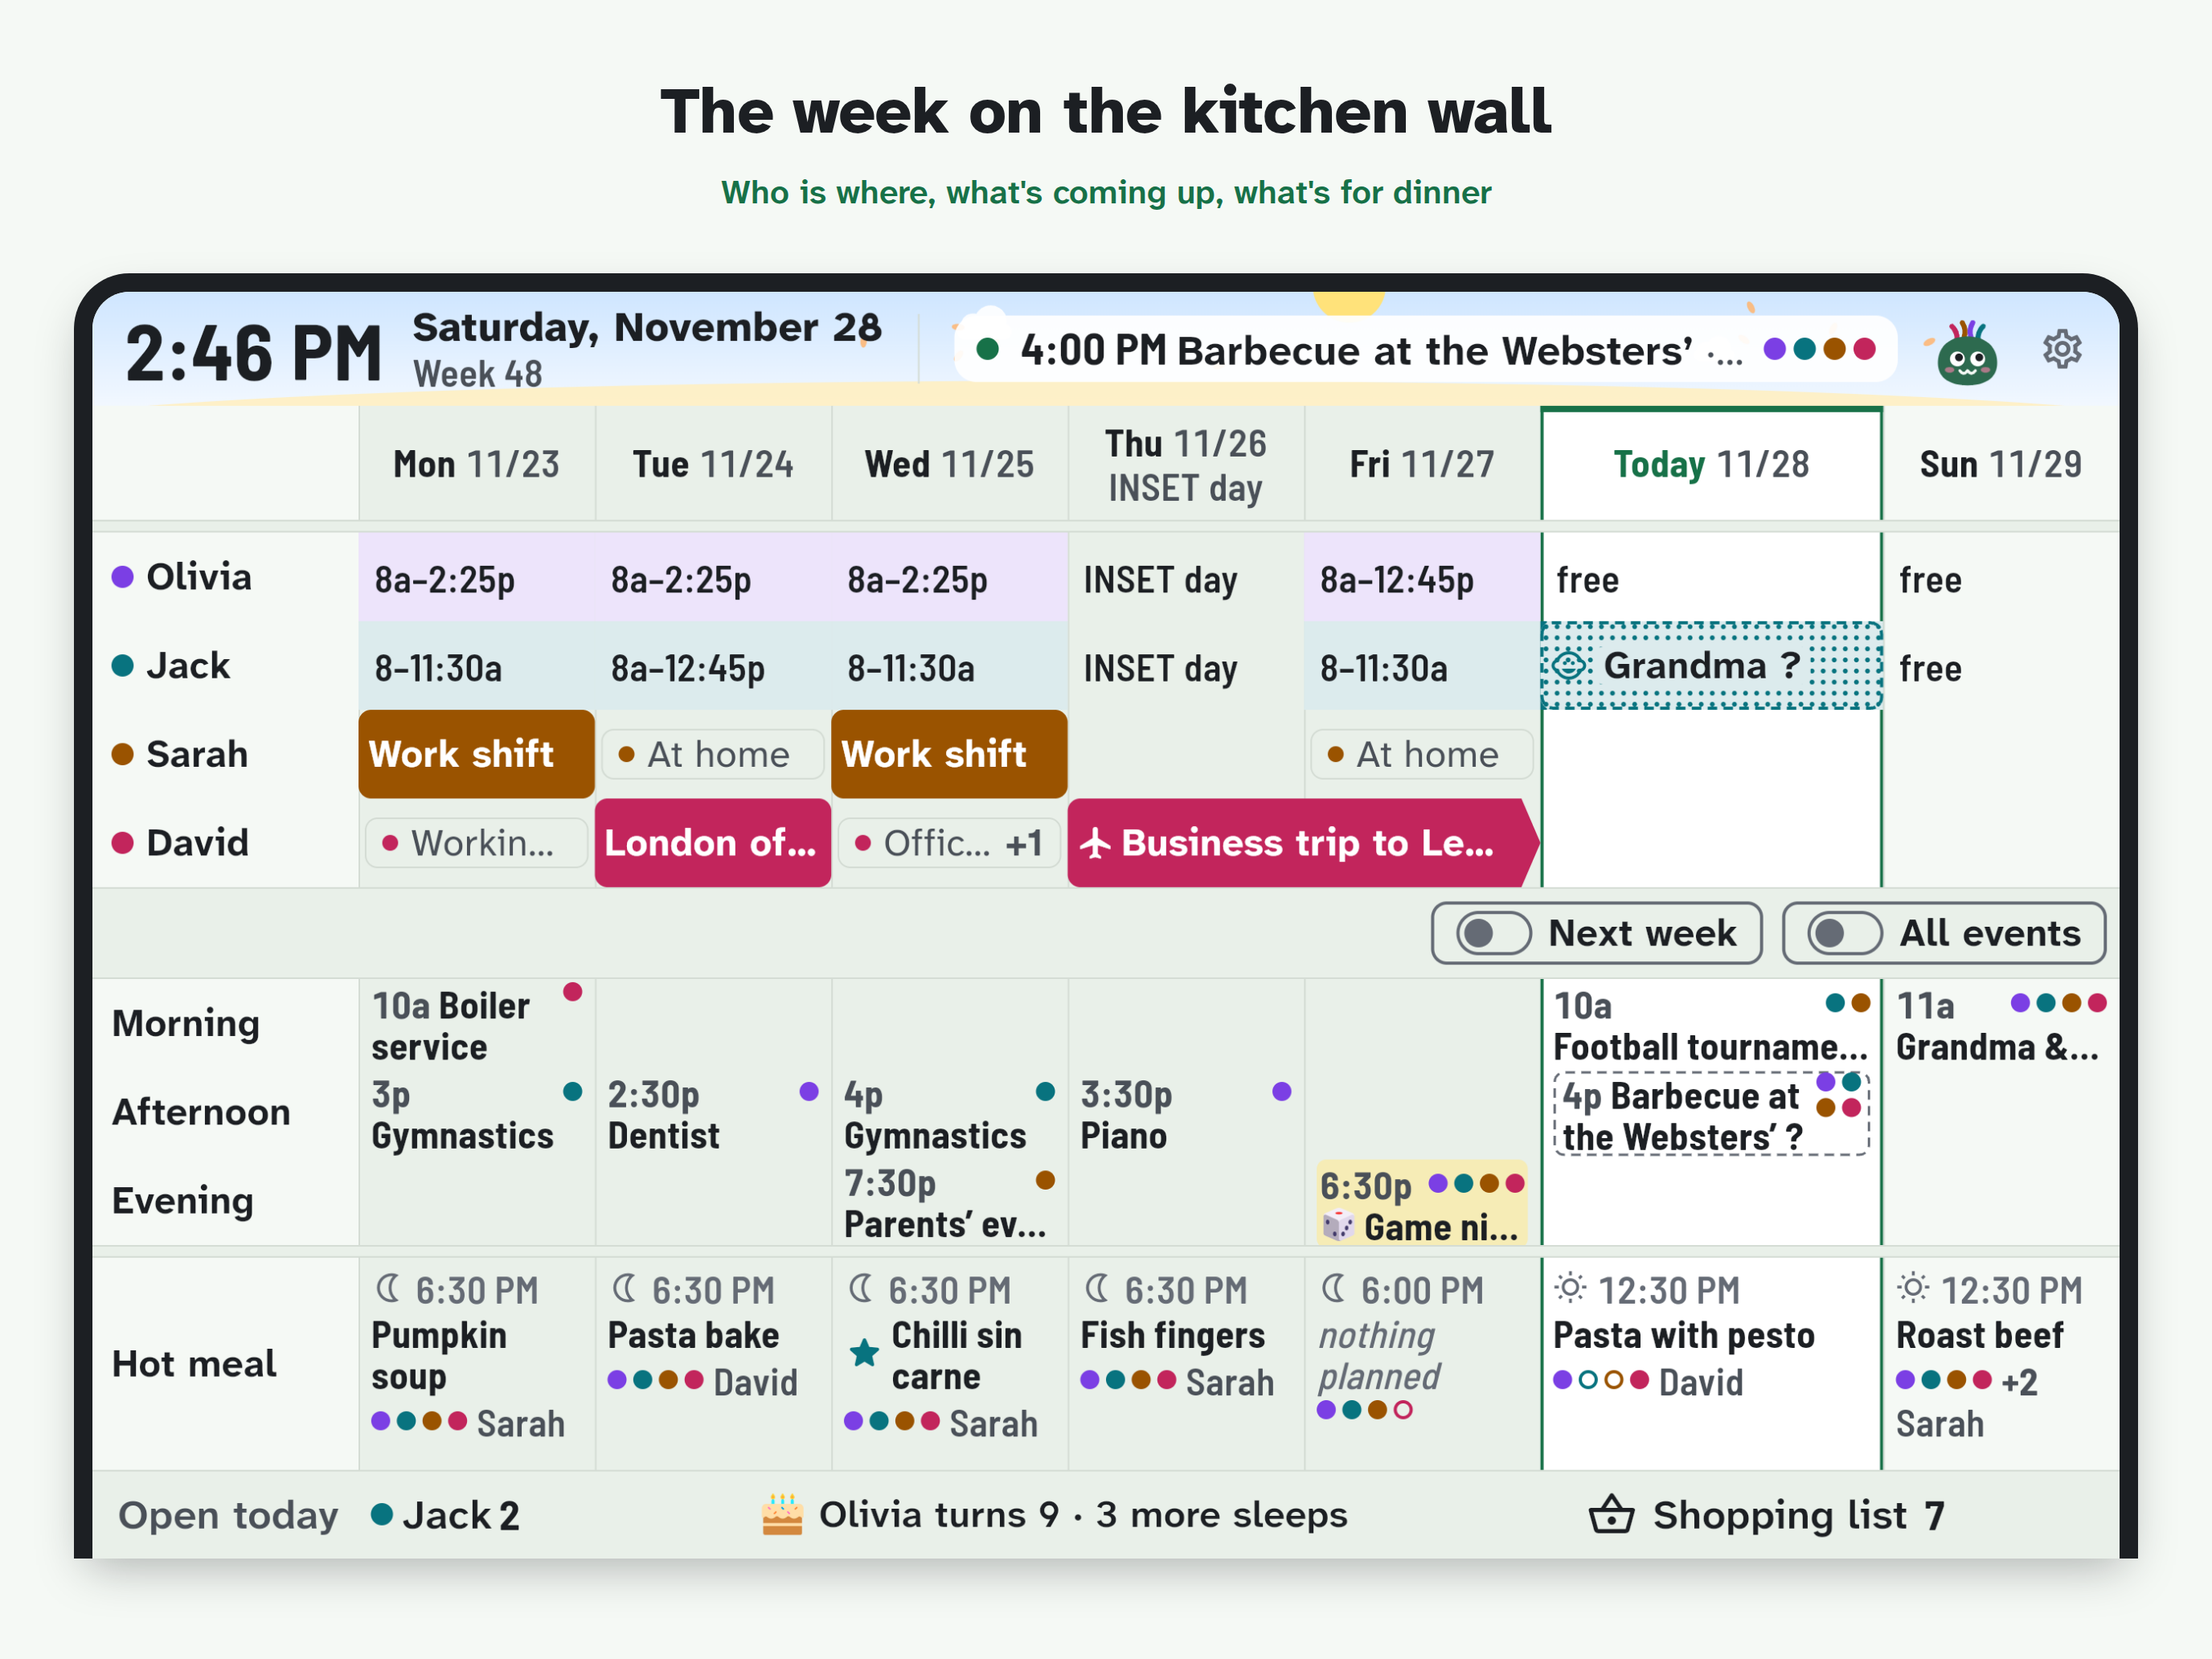 The week on the kitchen wall
Who is where, what's coming up, what's for dinner
2:46 PM
Saturday, November 28
Week 48
4:00 PM Barbecue at the Websters’ ·…
Mon 11/23
Tue 11/24
Wed 11/25
Thu 11/26
INSET day
Fri 11/27
Today 11/28
Sun 11/29
Olivia
8a–2:25p
8a–2:25p
8a–2:25p
INSET day
8a–12:45p
free
free
Jack
8–11:30a
8a–12:45p
8–11:30a
INSET day
8–11:30a
Grandma ?
free
Sarah
Work shift
At home
Work shift
At home
David
Workin…
London of…
Offic… +1
Business trip to Le…
Next week
All events
Morning
10a Boiler
service
10a
Football tourname…
11a
Grandma &…
Afternoon
3p
Gymnastics
2:30p
Dentist
4p
Gymnastics
3:30p
Piano
4p Barbecue at
the Websters’ ?
Evening
7:30p
Parents’ ev…
6:30p
Game ni…
Hot meal
6:30 PM
Pumpkin
soup
Sarah
6:30 PM
Pasta bake
David
6:30 PM
Chilli sin
carne
Sarah
6:30 PM
Fish fingers
Sarah
6:00 PM
nothing
planned
12:30 PM
Pasta with pesto
David
12:30 PM
Roast beef
+2
Sarah
Open today
Jack 2
Olivia turns 9 · 3 more sleeps
Shopping list 7